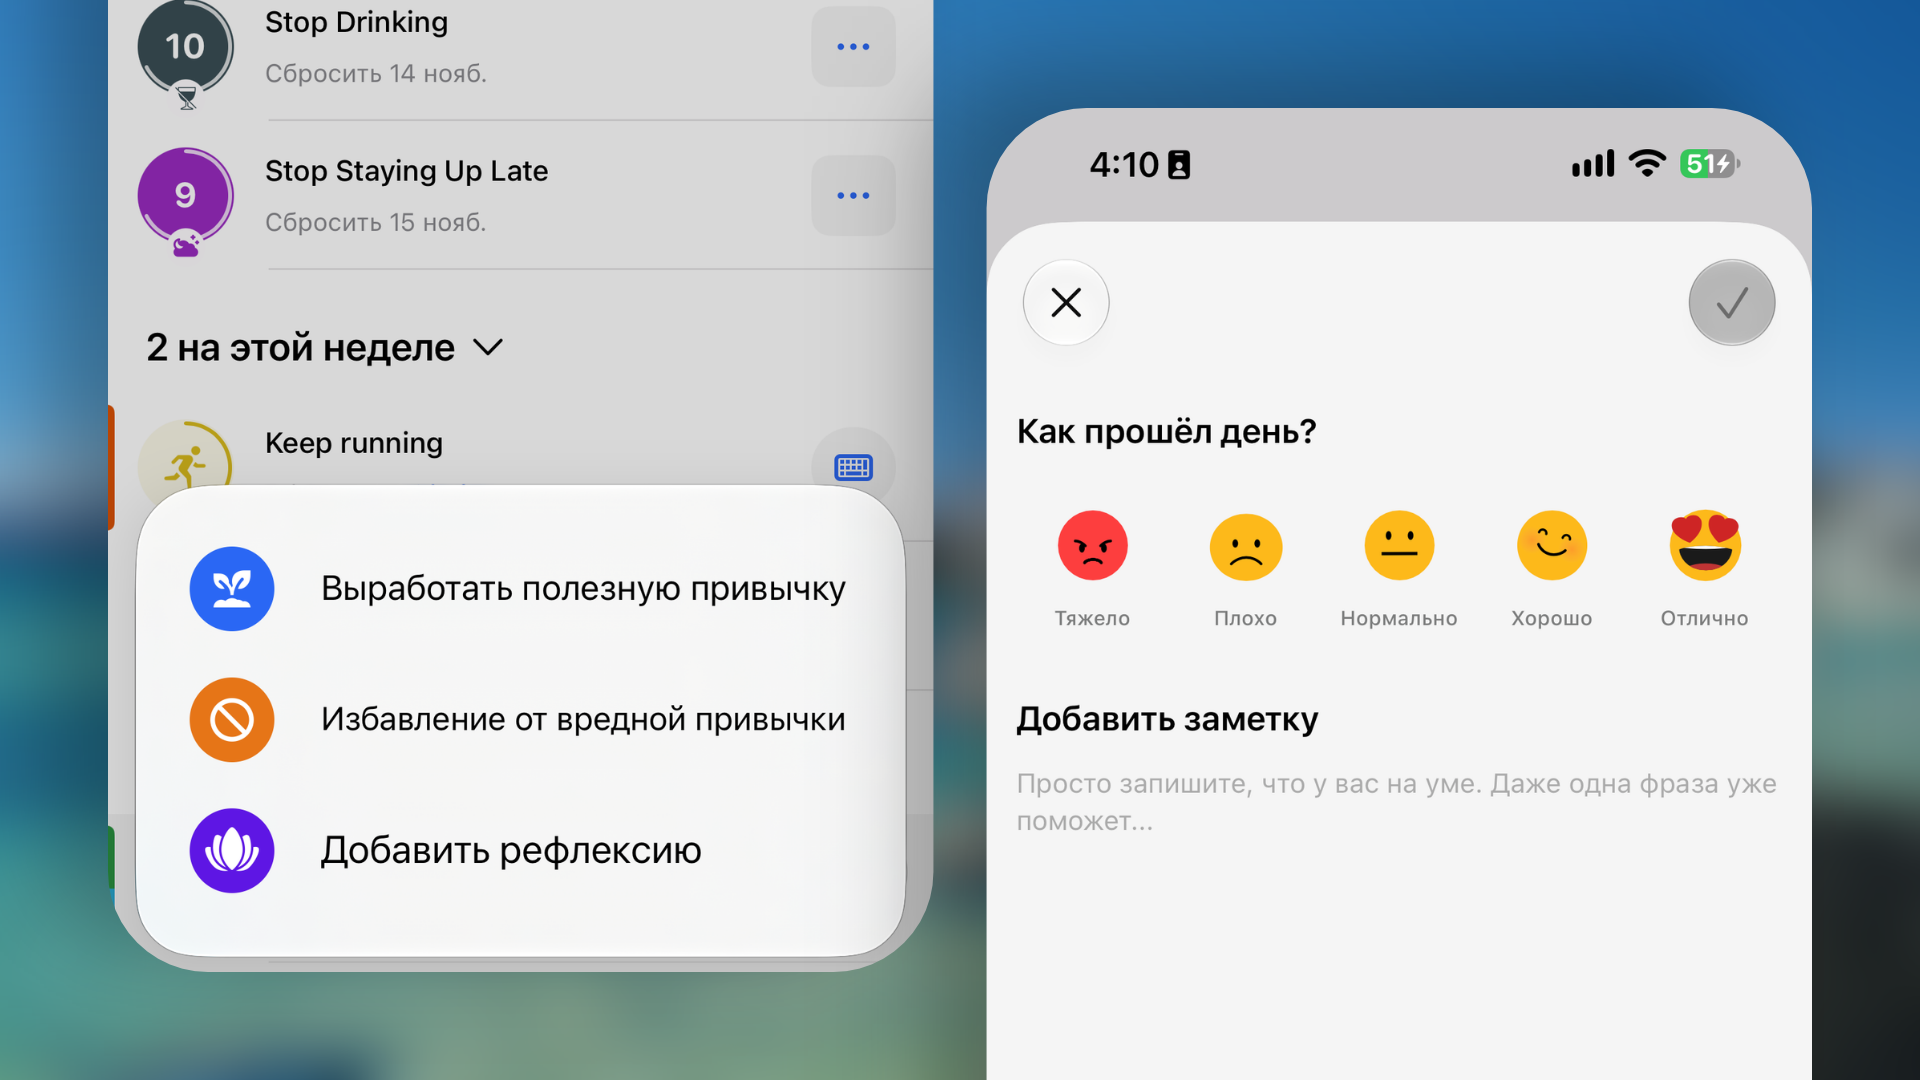 10
Stop Drinking
Сбросить 14 нояб.
9
Stop Staying Up Late
Сбросить 15 нояб.
2 на этой неделе
Keep running
Выработать полезную привычку
Избавление от вредной привычки
Добавить рефлексию
4:10
51
Как прошёл день?
Тяжело
Плохо
Нормально
Хорошо
Отлично
Добавить заметку
Просто запишите, что у вас на уме. Даже одна фраза уже
поможет...